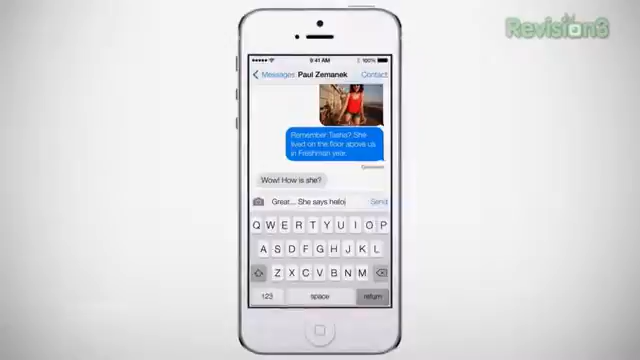 Revision3
9:41 AM 100%
Messages Paul Zemanek Contact
Remember Tasha? She
lived on the floor above us
in Freshman year.
Delivered
Wow! How is she?
Great... She says hello
Send
Q W E R T Y U I O P
A S D F G H J K L
Z X C V B N M
123 space return